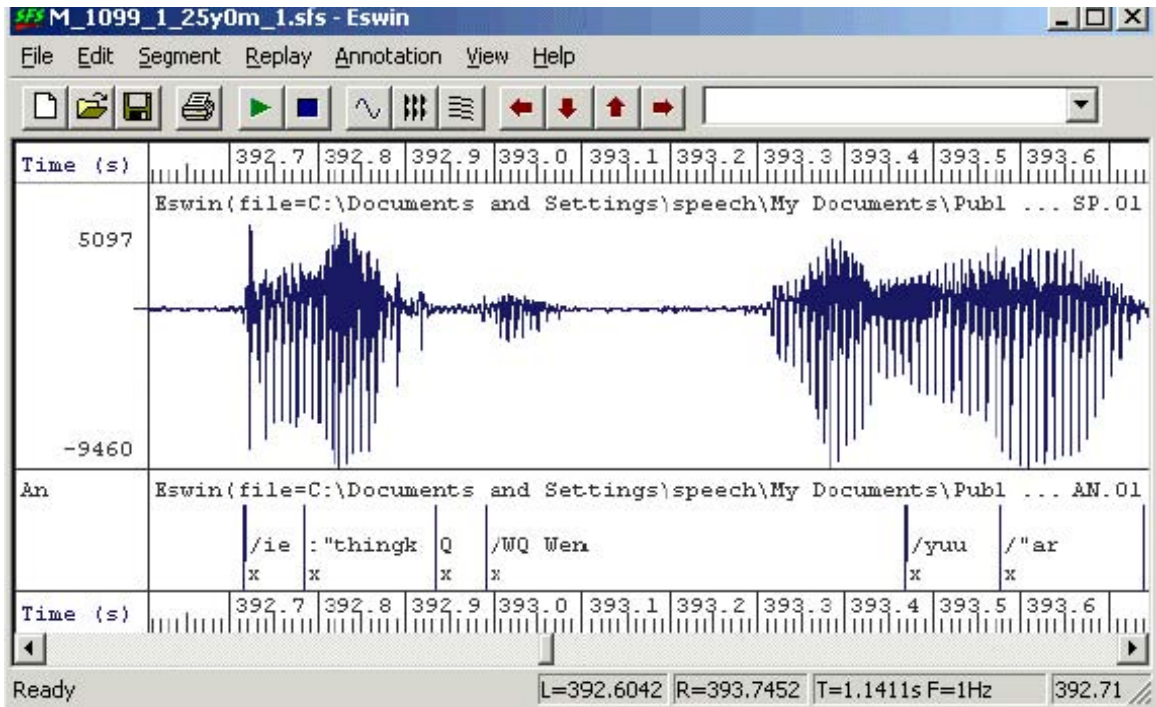 SFS M_1099_1_25y0m_1.sfs - Eswin
File Edit Segment Replay Annotation View Help
Time (s) 392.7 392.8 392.9 393.0 393.1 393.2 393.3 393.4 393.5 393.6
Eswin(file=C:\Documents and Settings\speech\My Documents\Publ ... SP.01
5097
-9460
An Eswin(file=C:\Documents and Settings\speech\My Documents\Publ ... AN.01
/ie :"thingk Q /WQ Wen /yuu /"ar
x x x x x x
Time (s) 392.7 392.8 392.9 393.0 393.1 393.2 393.3 393.4 393.5 393.6
Ready L=392.6042 R=393.7452 T=1.1411s F=1Hz 392.71